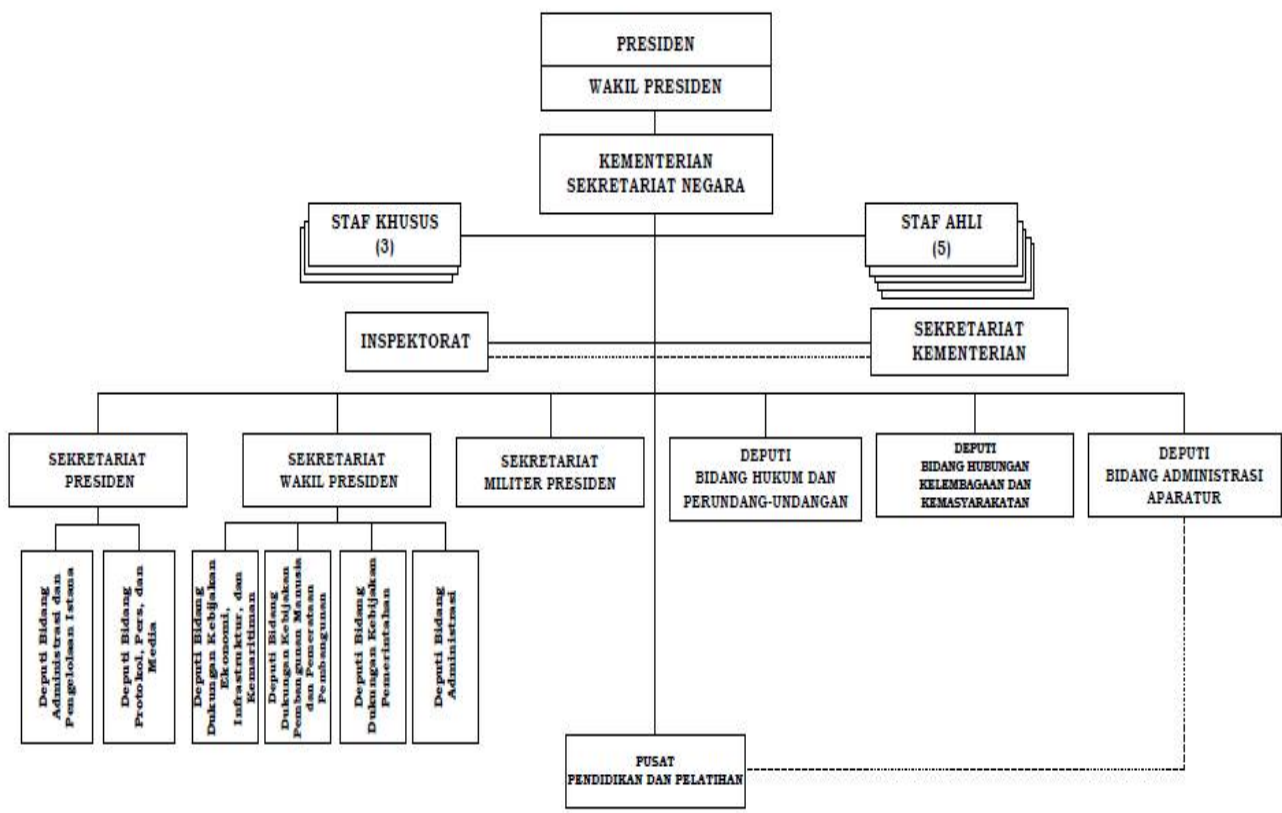 PRESIDEN
WAKIL PRESIDEN
KEMENTERIAN
SEKRETARIAT NEGARA
STAF KHUSUS
(3)
STAF AHLI
(5)
INSPEKTORAT
SEKRETARIAT
KEMENTERIAN
SEKRETARIAT
PRESIDEN
SEKRETARIAT
WAKIL PRESIDEN
SEKRETARIAT
MILITER PRESIDEN
DEPUTI
BIDANG HUKUM DAN
PERUNDANG-UNDANGAN
DEPUTI
BIDANG HUBUNGAN
KELEMBAGAAN DAN
KEMASYARAKATAN
DEPUTI
BIDANG ADMINISTRASI
APARATUR
Deputi Bidang
Administrasi dan
Pengelolaan Istana
Deputi Bidang
Protokol, Pers, dan
Media
Deputi Bidang
Dukungan Kebijakan
Ekonomi,
Infrastruktur, dan
Kemaritiman
Deputi Bidang
Dukungan Kebijakan
Pembangunan Manusia
dan Pemerataan
Pembangunan
Deputi Bidang
Dukungan Kebijakan
Pemerintahan
Deputi Bidang
Administrasi
PUSAT
PENDIDIKAN DAN PELATIHAN